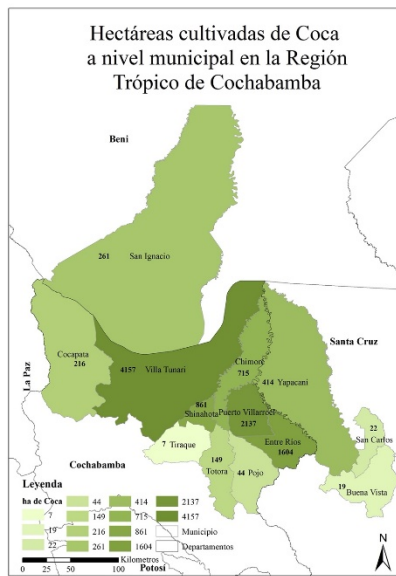 Hectáreas cultivadas de Coca
a nivel municipal en la Región
Trópico de Cochabamba
Beni
261
San Ignacio
La Paz
Cocapata
216
4157 Villa Tunari
Chimoré
715
Santa Cruz
414 Yapacani
861
Shinahota
Puerto Villarroel
2137
Entre Ríos
1604
7 Tiraque
22
San Carlos
Cochabamba
149
Totora
44 Pojo
19
Buena Vista
Leyenda
ha de Coca
7
19
22
44
149
216
261
414
715
861
1604
2137
4157
Municipio
Departamentos
Kilometros
0 25 50 100
Potosí
N